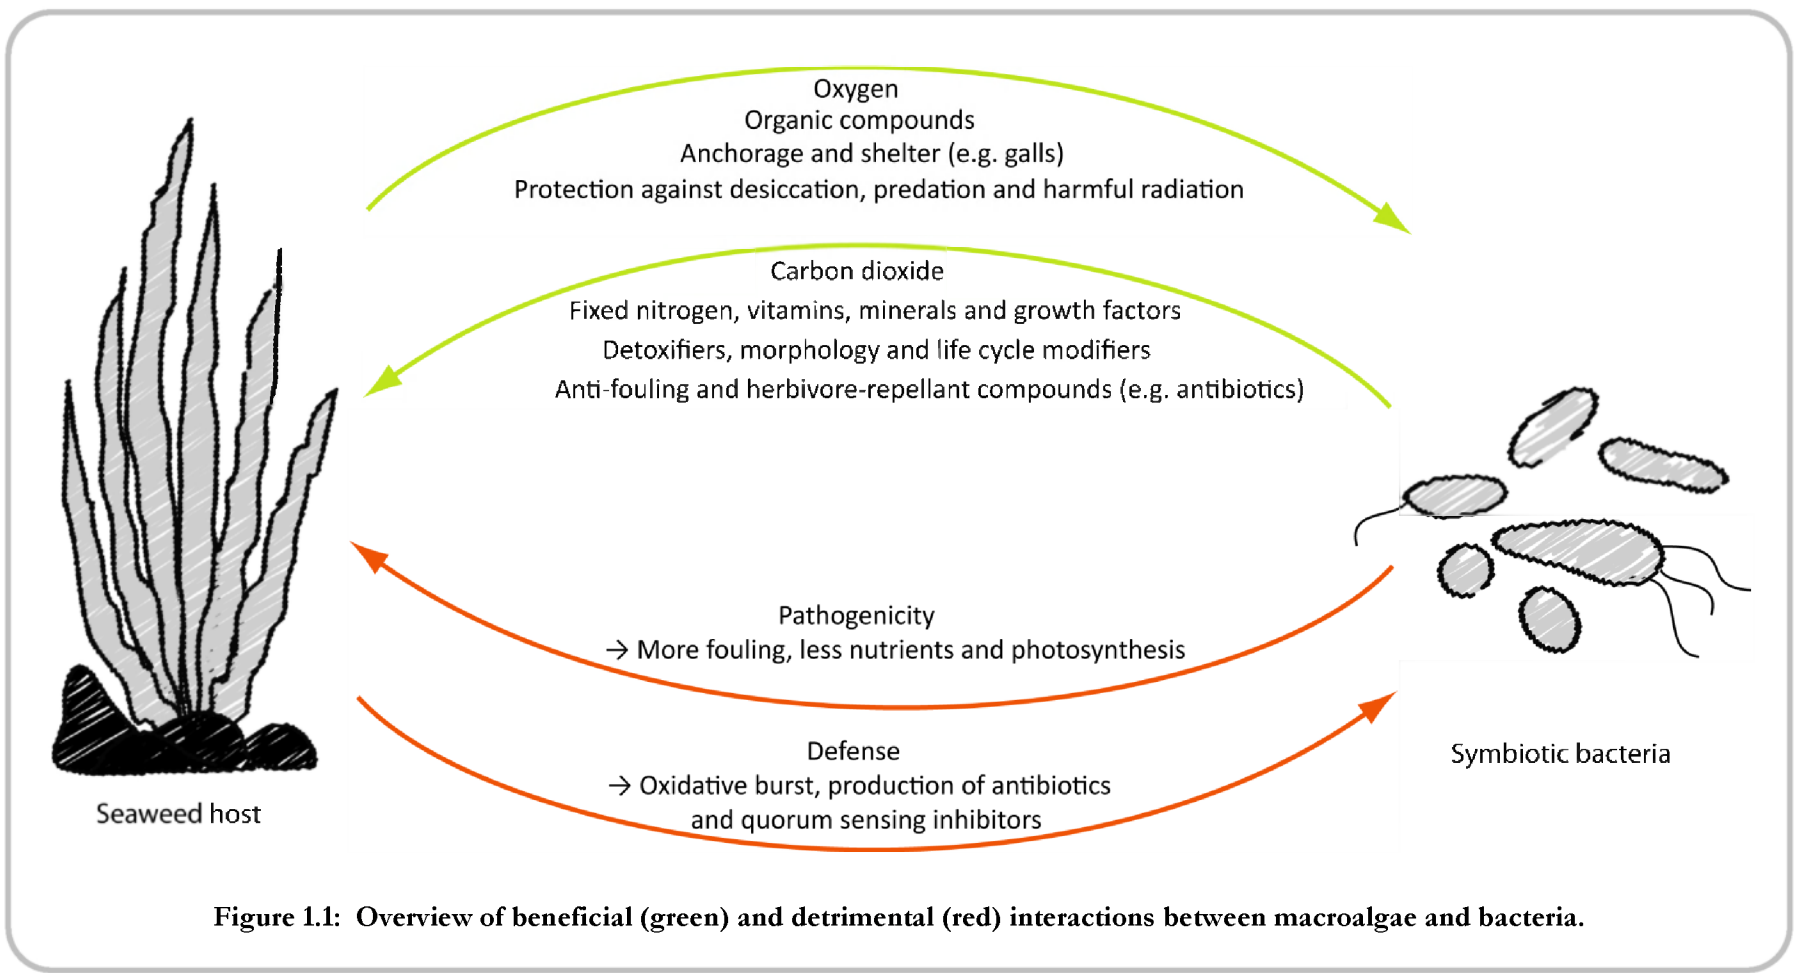 Oxygen
Organic compounds
Anchorage and shelter (e.g. galls)
Protection against desiccation, predation and harmful radiation
Carbon dioxide
Fixed nitrogen, vitamins, minerals and growth factors
Detoxifiers, morphology and life cycle modifiers
Anti-fouling and herbivore-repellant compounds (e.g. antibiotics)
Pathogenicity
→ More fouling, less nutrients and photosynthesis
Defense
→ Oxidative burst, production of antibiotics
and quorum sensing inhibitors
Symbiotic bacteria
Seaweed host
Figure 1.1: Overview of beneficial (green) and detrimental (red) interactions between macroalgae and bacteria.